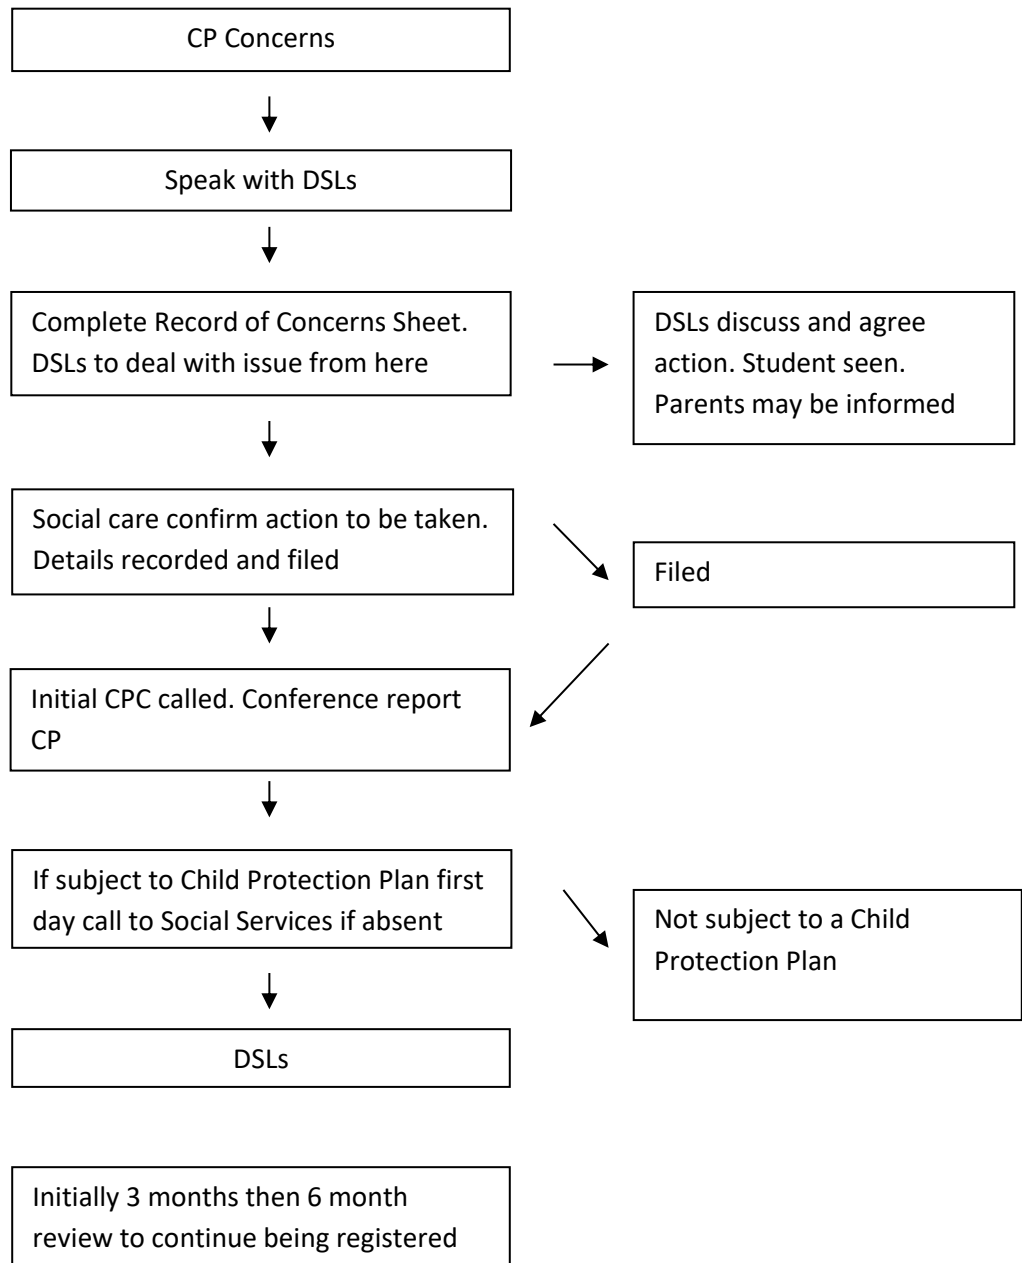 CP Concerns
Speak with DSLs
Complete Record of Concerns Sheet.
DSLs to deal with issue from here
DSLs discuss and agree
action. Student seen.
Parents may be informed
Social care confirm action to be taken.
Details recorded and filed
Filed
Initial CPC called. Conference report
CP
If subject to Child Protection Plan first
day call to Social Services if absent
Not subject to a Child
Protection Plan
DSLs
Initially 3 months then 6 month
review to continue being registered